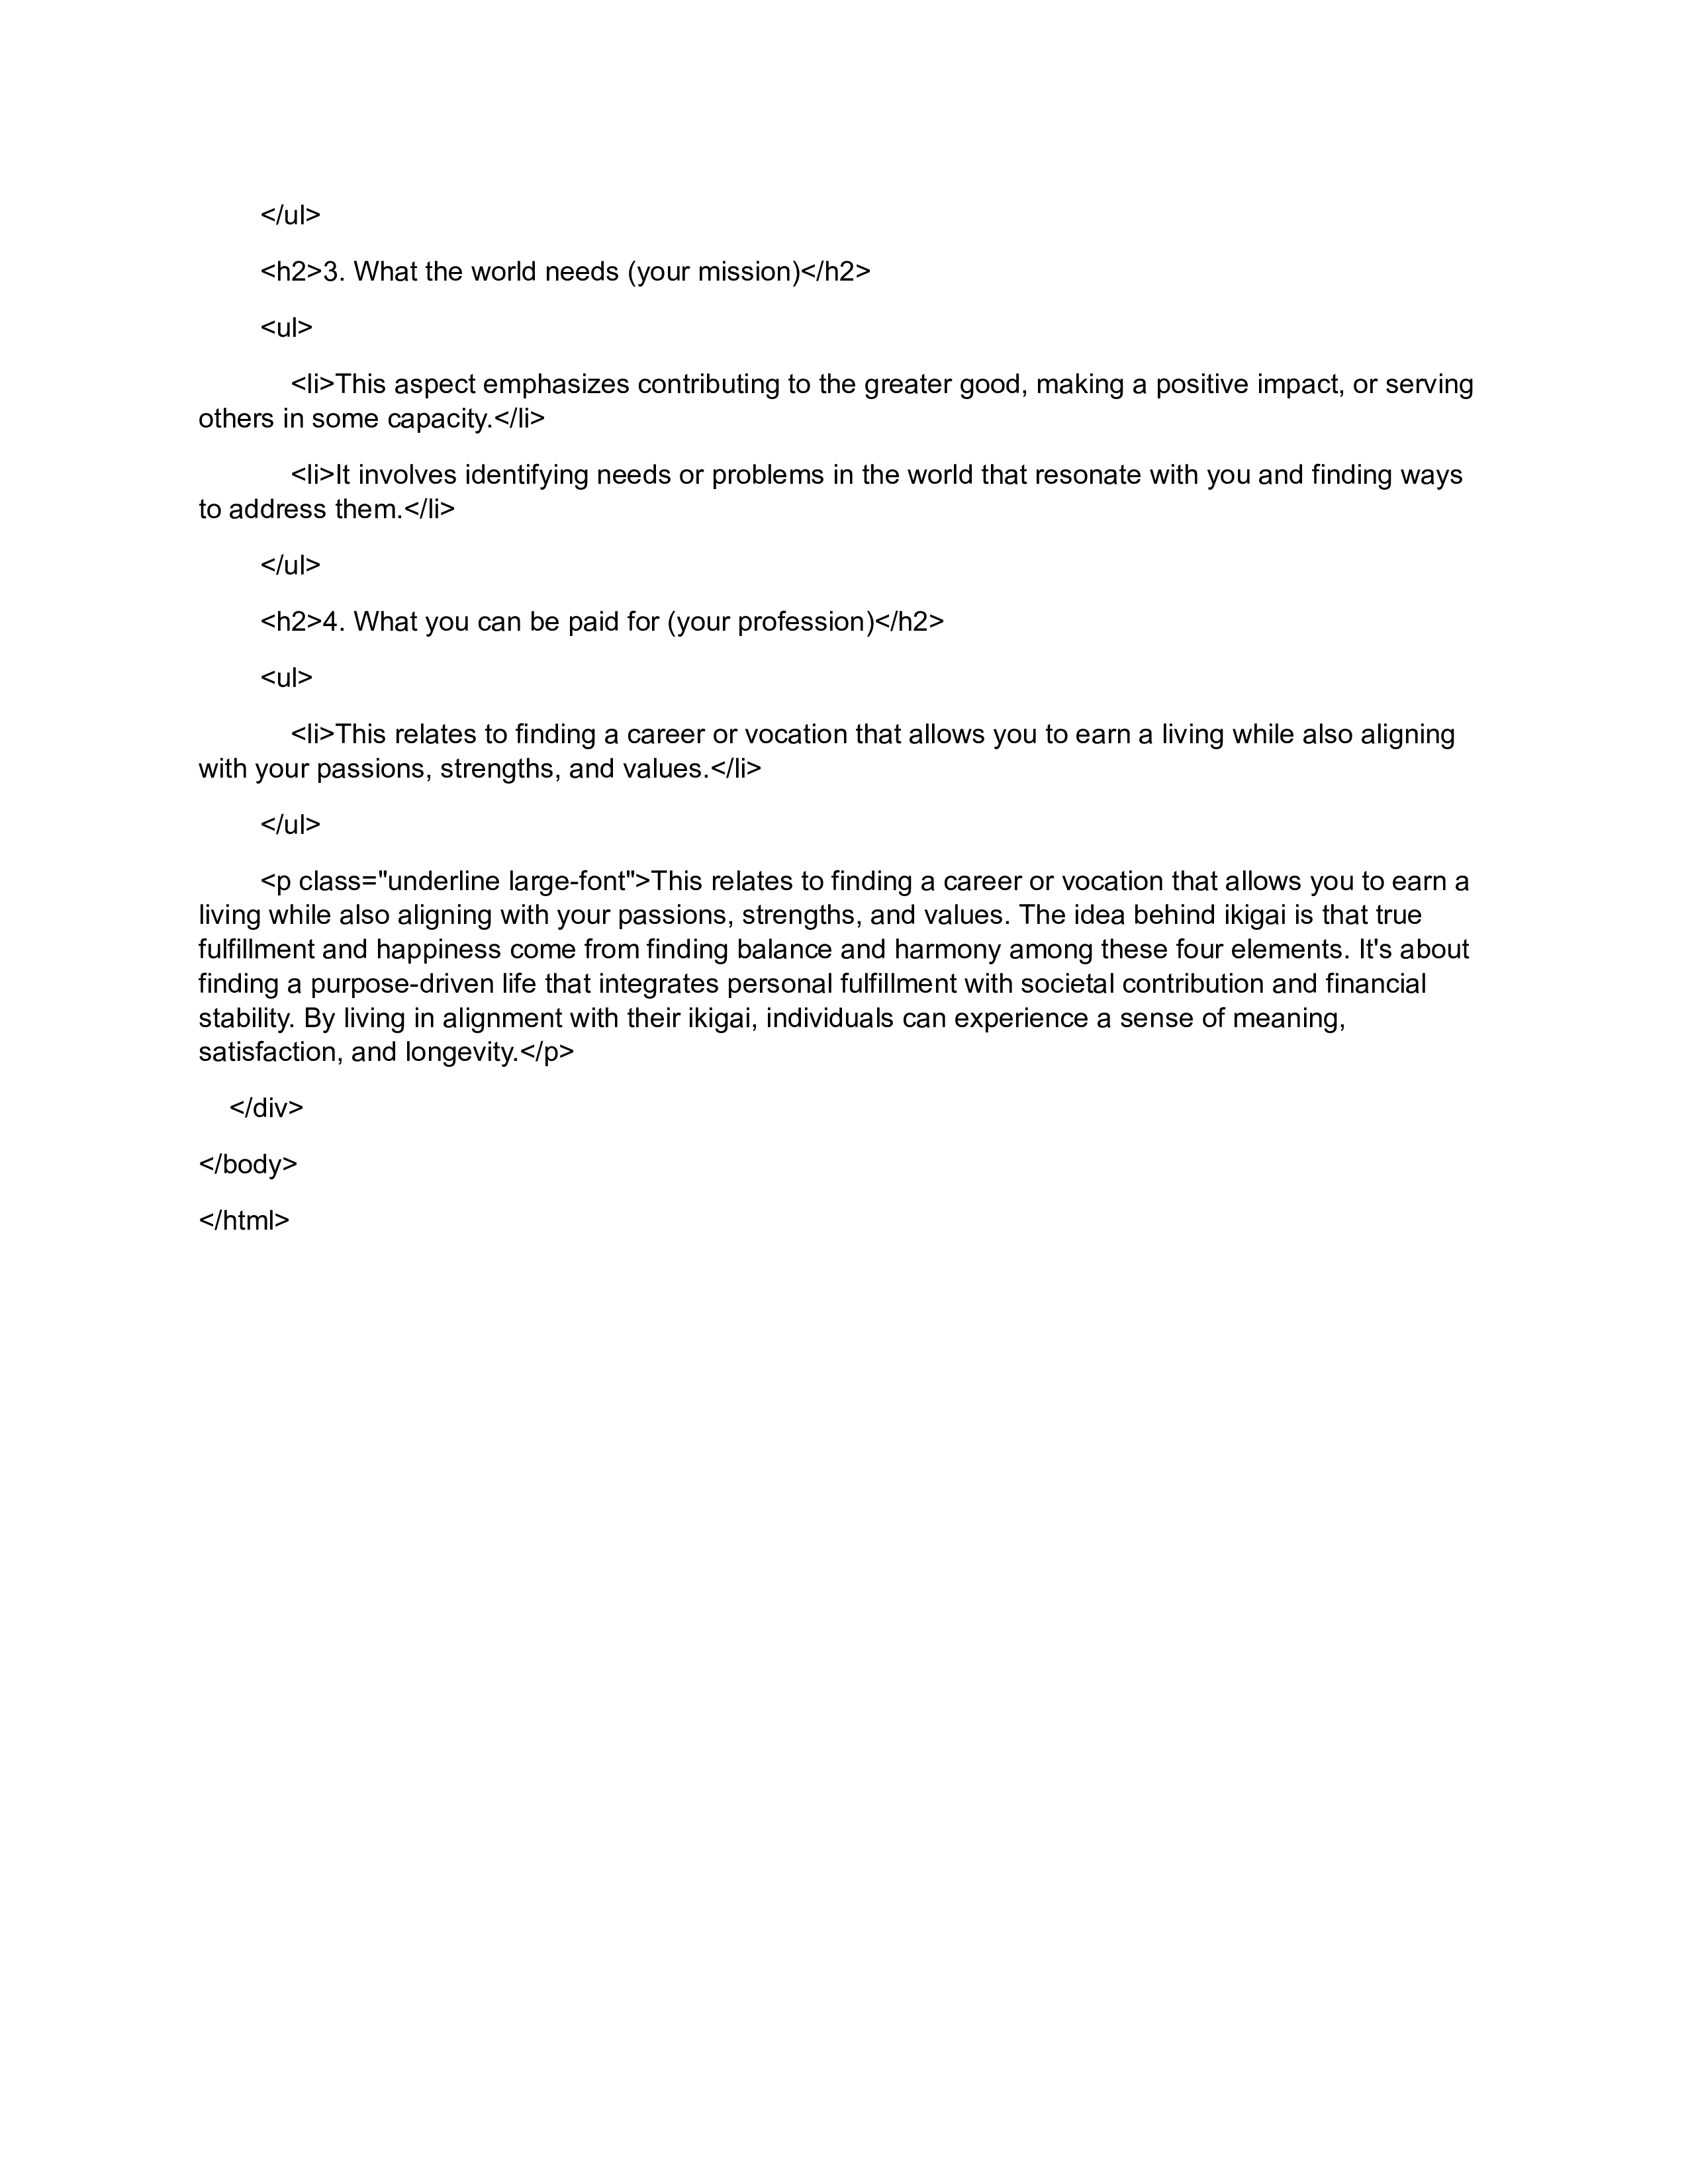 </ul>
<h2>3. What the world needs (your mission)</h2>
<ul>
<li>This aspect emphasizes contributing to the greater good, making a positive impact, or serving
others in some capacity.</li>
<li>It involves identifying needs or problems in the world that resonate with you and finding ways
to address them.</li>
</ul>
<h2>4. What you can be paid for (your profession)</h2>
<ul>
<li>This relates to finding a career or vocation that allows you to earn a living while also aligning
with your passions, strengths, and values.</li>
</ul>
<p class="underline large-font">This relates to finding a career or vocation that allows you to earn a
living while also aligning with your passions, strengths, and values. The idea behind ikigai is that true
fulfillment and happiness come from finding balance and harmony among these four elements. It's about
finding a purpose-driven life that integrates personal fulfillment with societal contribution and financial
stability. By living in alignment with their ikigai, individuals can experience a sense of meaning,
satisfaction, and longevity.</p>
</div>
</body>
</html>